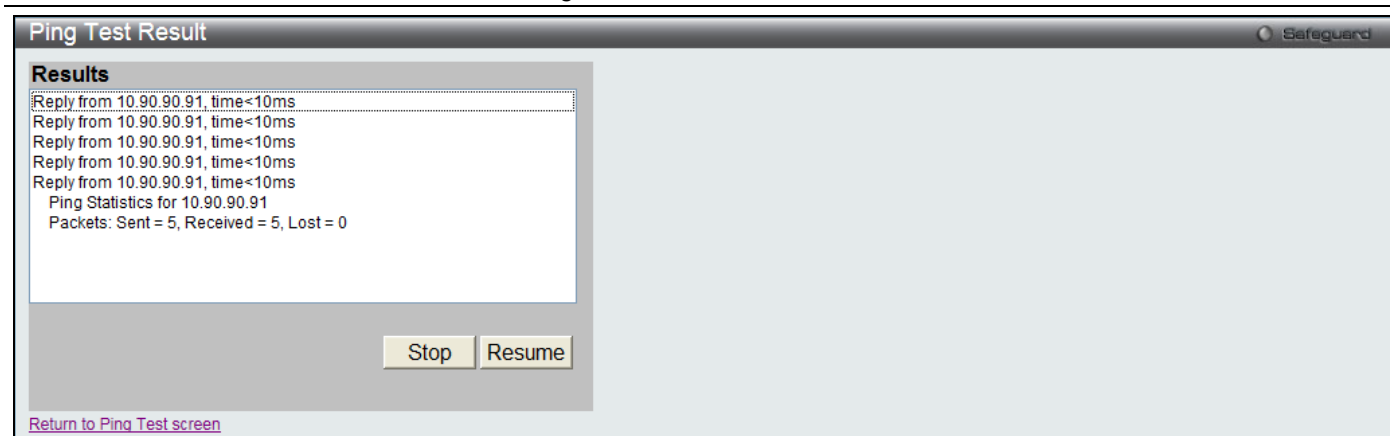 Ping Test Result
Safeguard
Results
Reply from 10.90.90.91, time<10ms
Reply from 10.90.90.91, time<10ms
Reply from 10.90.90.91, time<10ms
Reply from 10.90.90.91, time<10ms
Reply from 10.90.90.91, time<10ms
Ping Statistics for 10.90.90.91
Packets: Sent = 5, Received = 5, Lost = 0
Stop Resume
Return to Ping Test screen